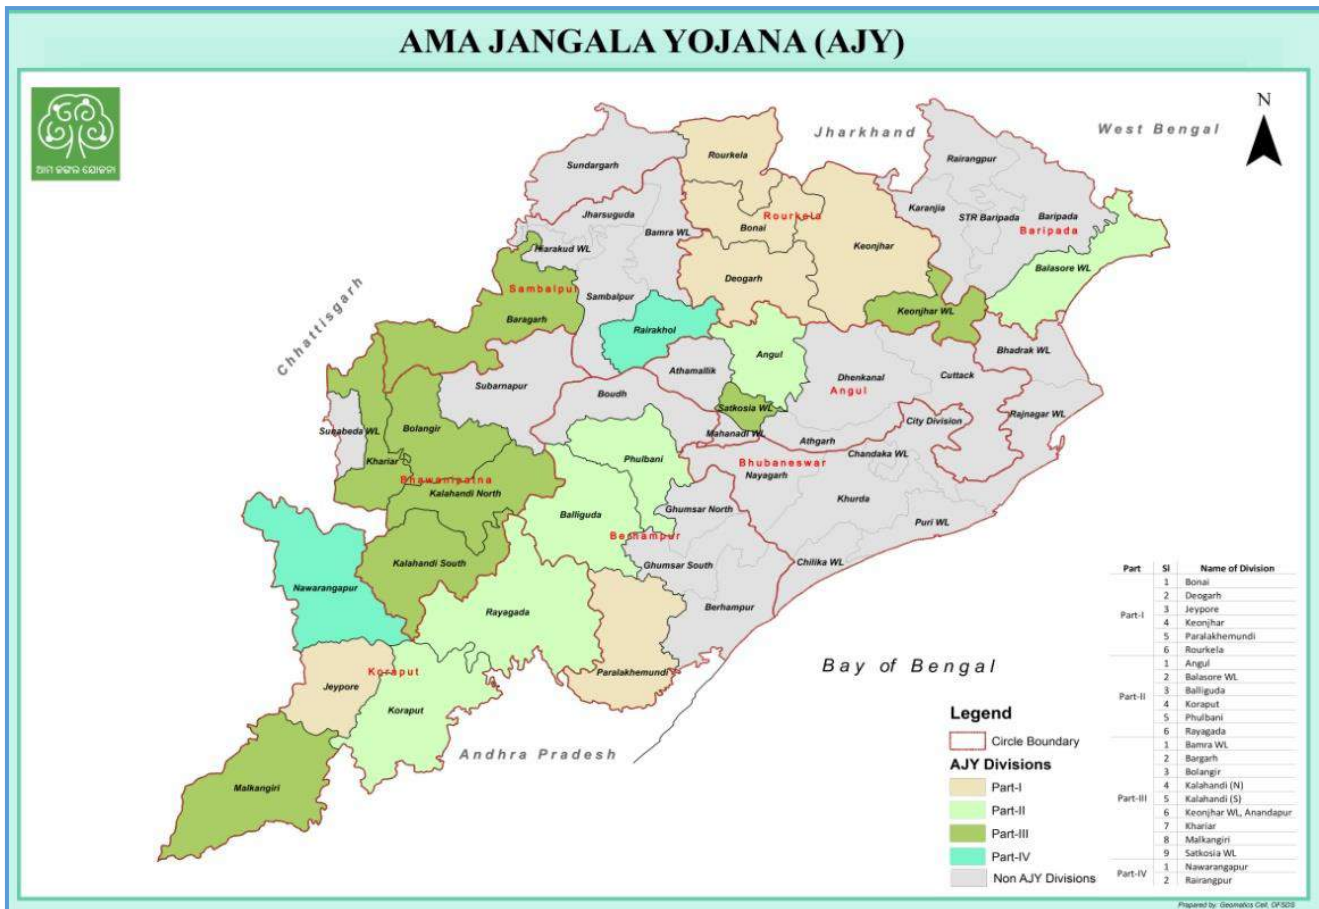 AMA JANGALA YOJANA (AJY)
ଆମ ଜଙ୍ଗଲ ଯୋଜନା
N
Jharkhand
West Bengal
Chhattisgarh
Andhra Pradesh
Bay of Bengal
Sundargarh
Rourkela
Rairangpur
Jharsuguda
Karanjia
STR Baripada
Baripada
Baripada
Rourkela
Bonai
Bamra WL
Hirakud WL
Keonjhar
Deogarh
Balasore WL
Sambalpur
Sambalpur
Baragarh
Rairakhol
Keonjhar WL
Angul
Bhadrak WL
Subarnapur
Athamallik
Dhenkanal
Cuttack
Angul
Boudh
Satkosia WL
Rajnagar WL
City Division
Sunabeda WL
Bolangir
Mahanadi WL
Athgarh
Khariar
Phulbani
Bhubaneswar
Chandaka WL
Nayagarh
Bhawanipatna
Kalahandi North
Khurda
Balliguda
Ghumsar North
Puri WL
Berhampur
Kalahandi South
Ghumsar South
Chilika WL
Nawarangapur
Rayagada
Berhampur
Koraput
Jeypore
Paralakhemundi
Koraput
Malkangiri
Legend
Circle Boundary
AJY Divisions
Part-I
Part-II
Part-III
Part-IV
Non AJY Divisions
Part Sl Name of Division
Part-I
1 Bonai
2 Deogarh
3 Jeypore
4 Keonjhar
5 Paralakhemundi
6 Rourkela
Part-II
1 Angul
2 Balasore WL
3 Balliguda
4 Koraput
5 Phulbani
6 Rayagada
Part-III
1 Bamra WL
2 Bargarh
3 Bolangir
4 Kalahandi (N)
5 Kalahandi (S)
6 Keonjhar WL, Anandapur
7 Khariar
8 Malkangiri
9 Satkosia WL
Part-IV
1 Nawarangapur
2 Rairangpur
Prepared by: Geomatics Cell, OFSDS